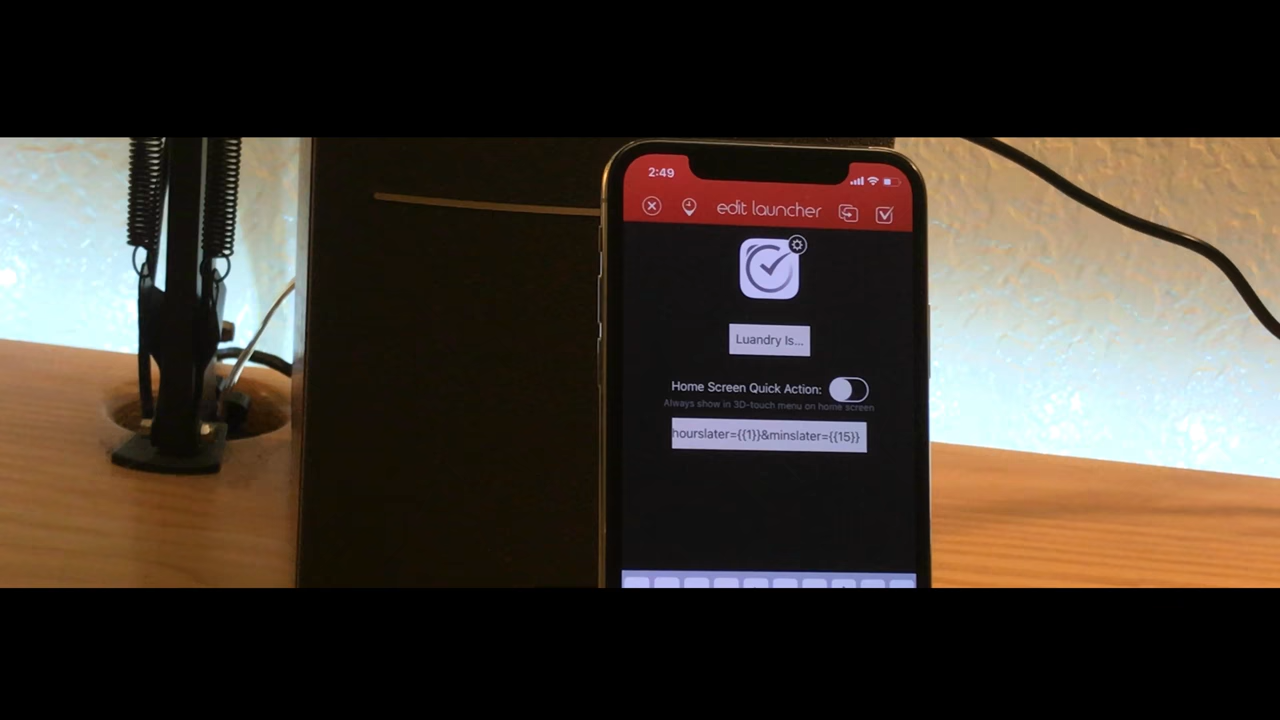 2:49
edit launcher
Luandry Is...
Home Screen Quick Action:
Always show in 3D-touch menu on home screen
hourslater={{1}}&minslater={{15}}